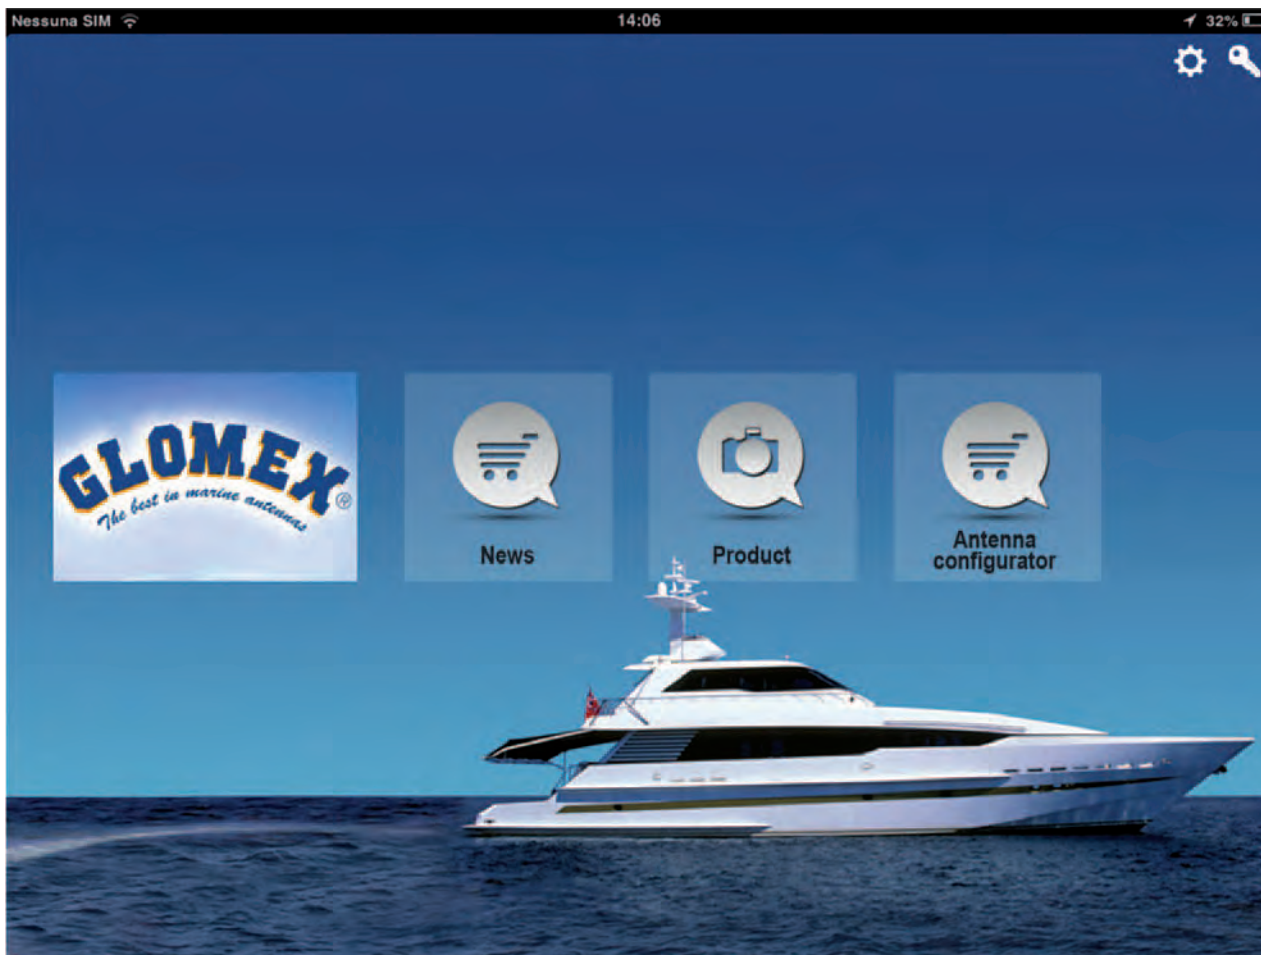 Nessuna SIM
14:06
32%
GLOMEX®
The best in marine antennas
News
Product
Antenna
configurator